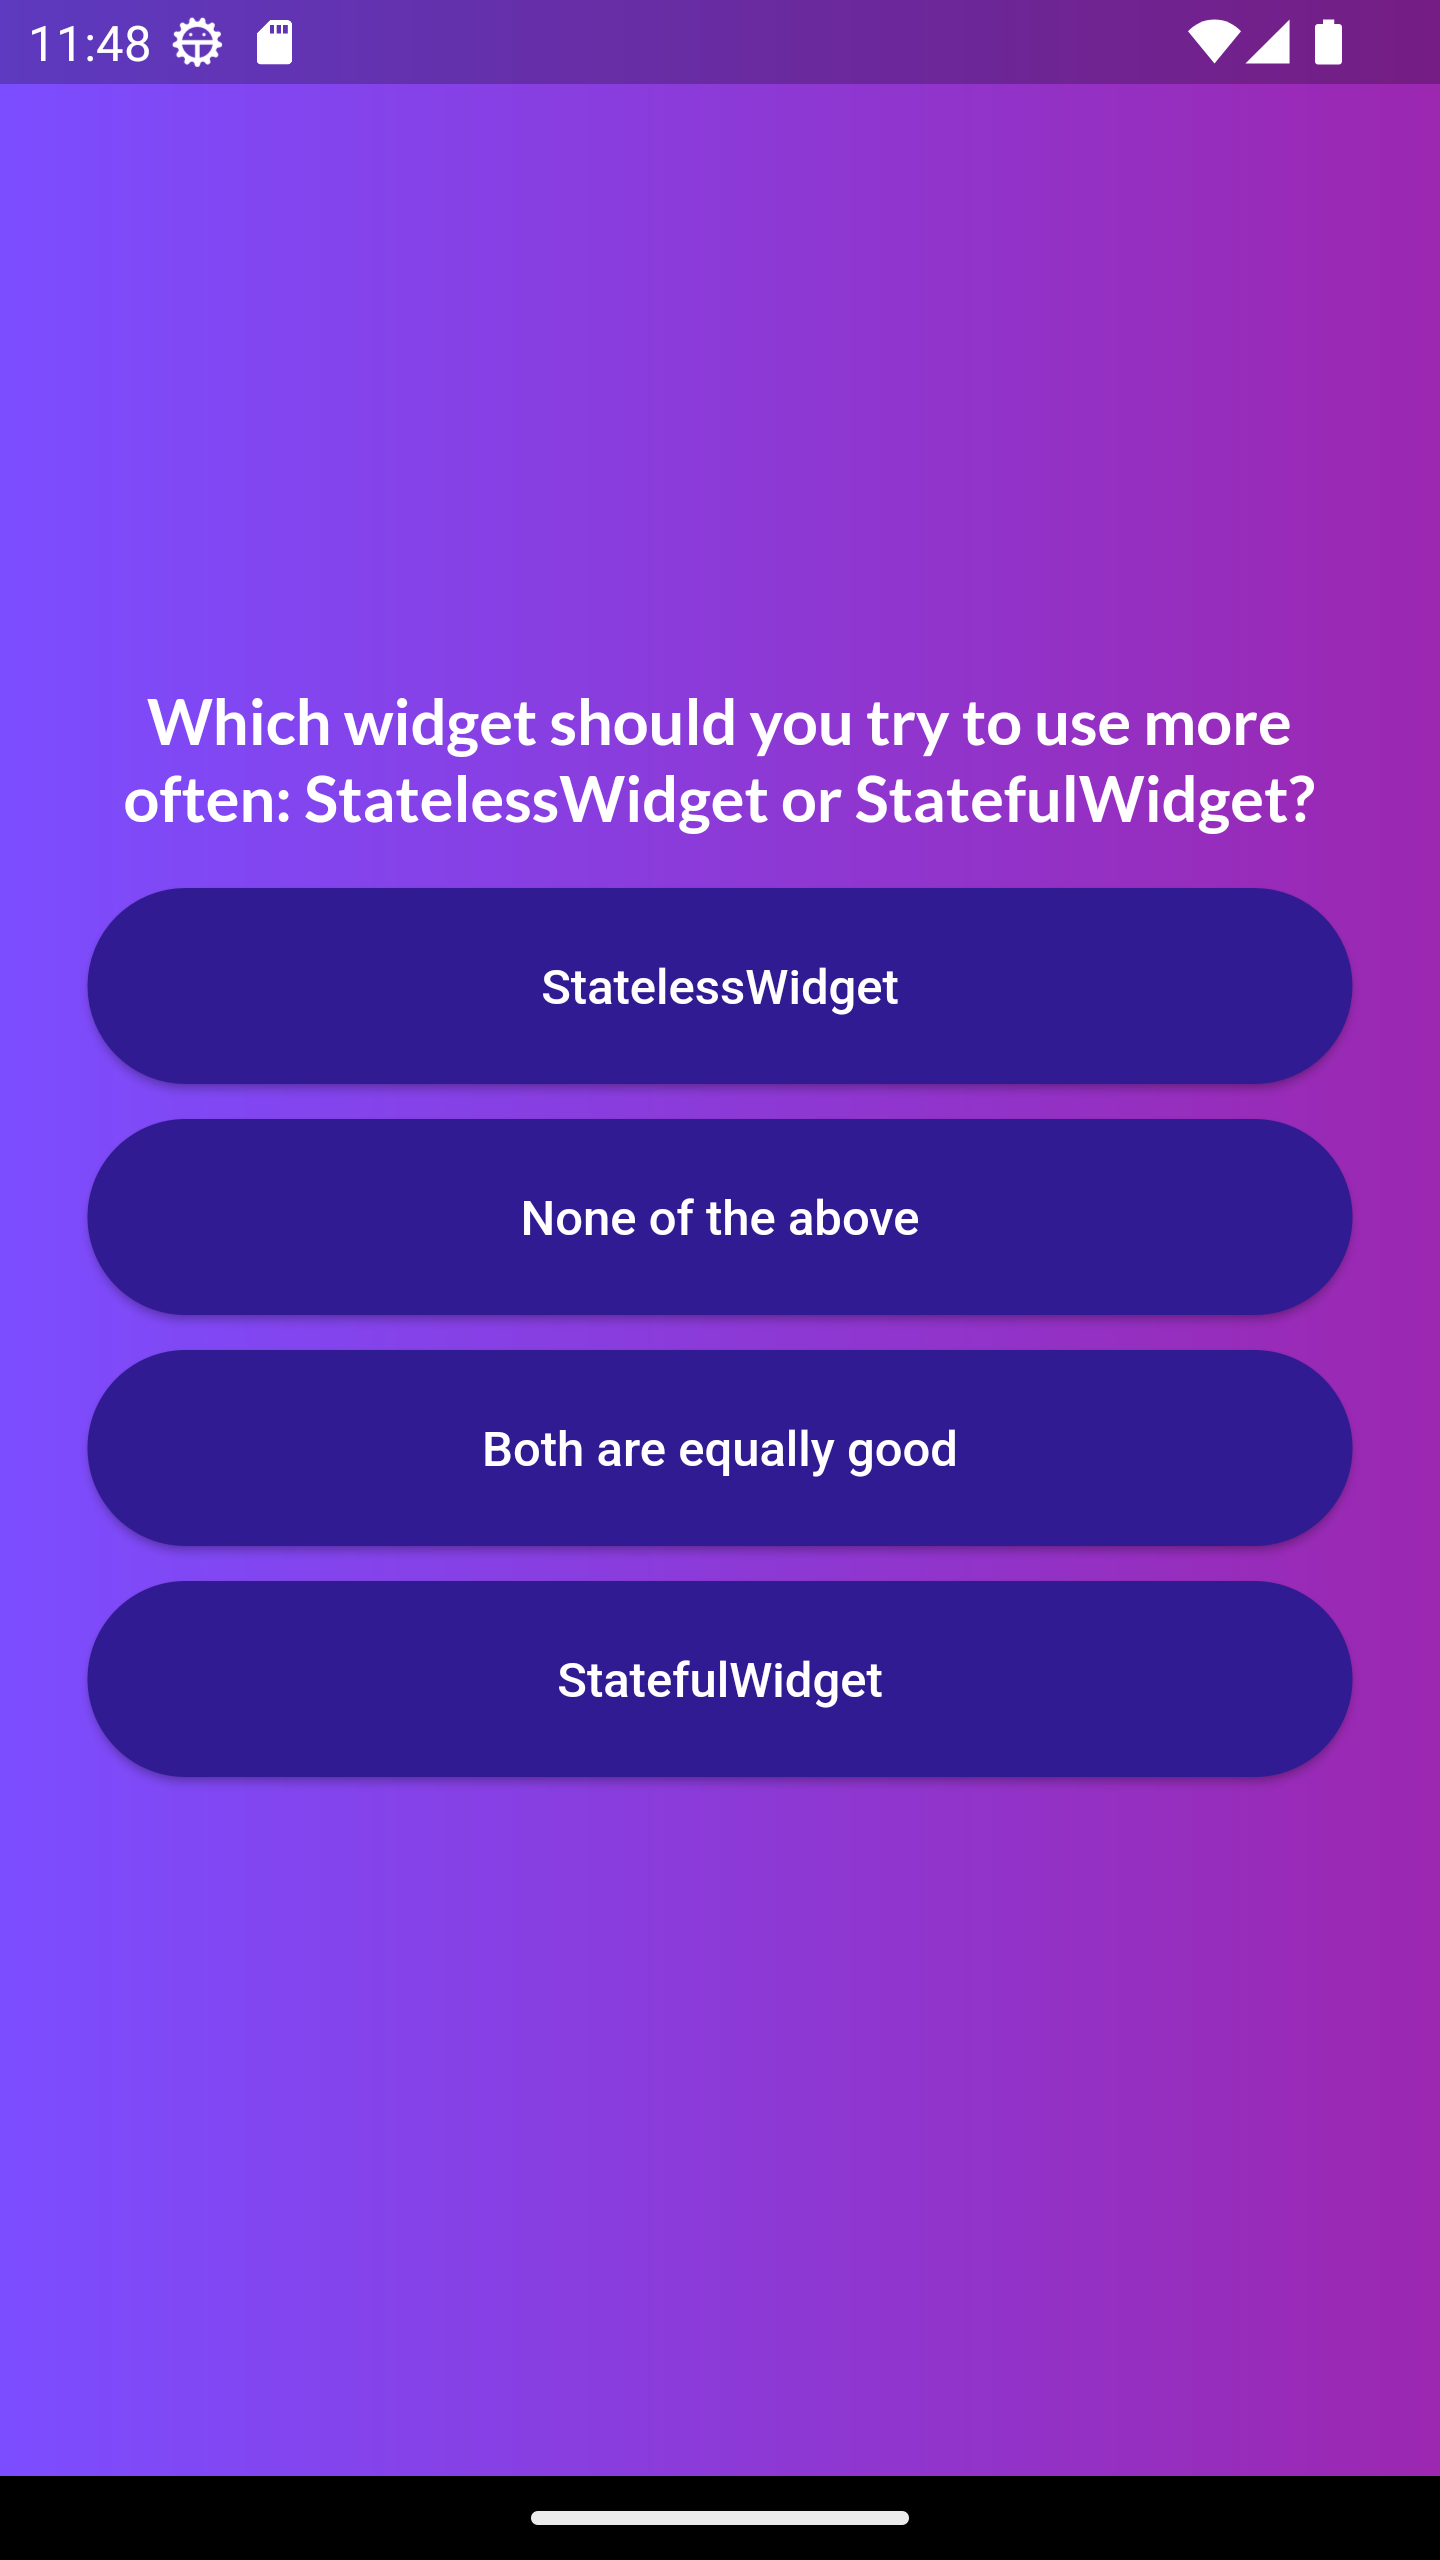 11:48
Which widget should you try to use more
often: StatelessWidget or StatefulWidget?
StatelessWidget
None of the above
Both are equally good
StatefulWidget